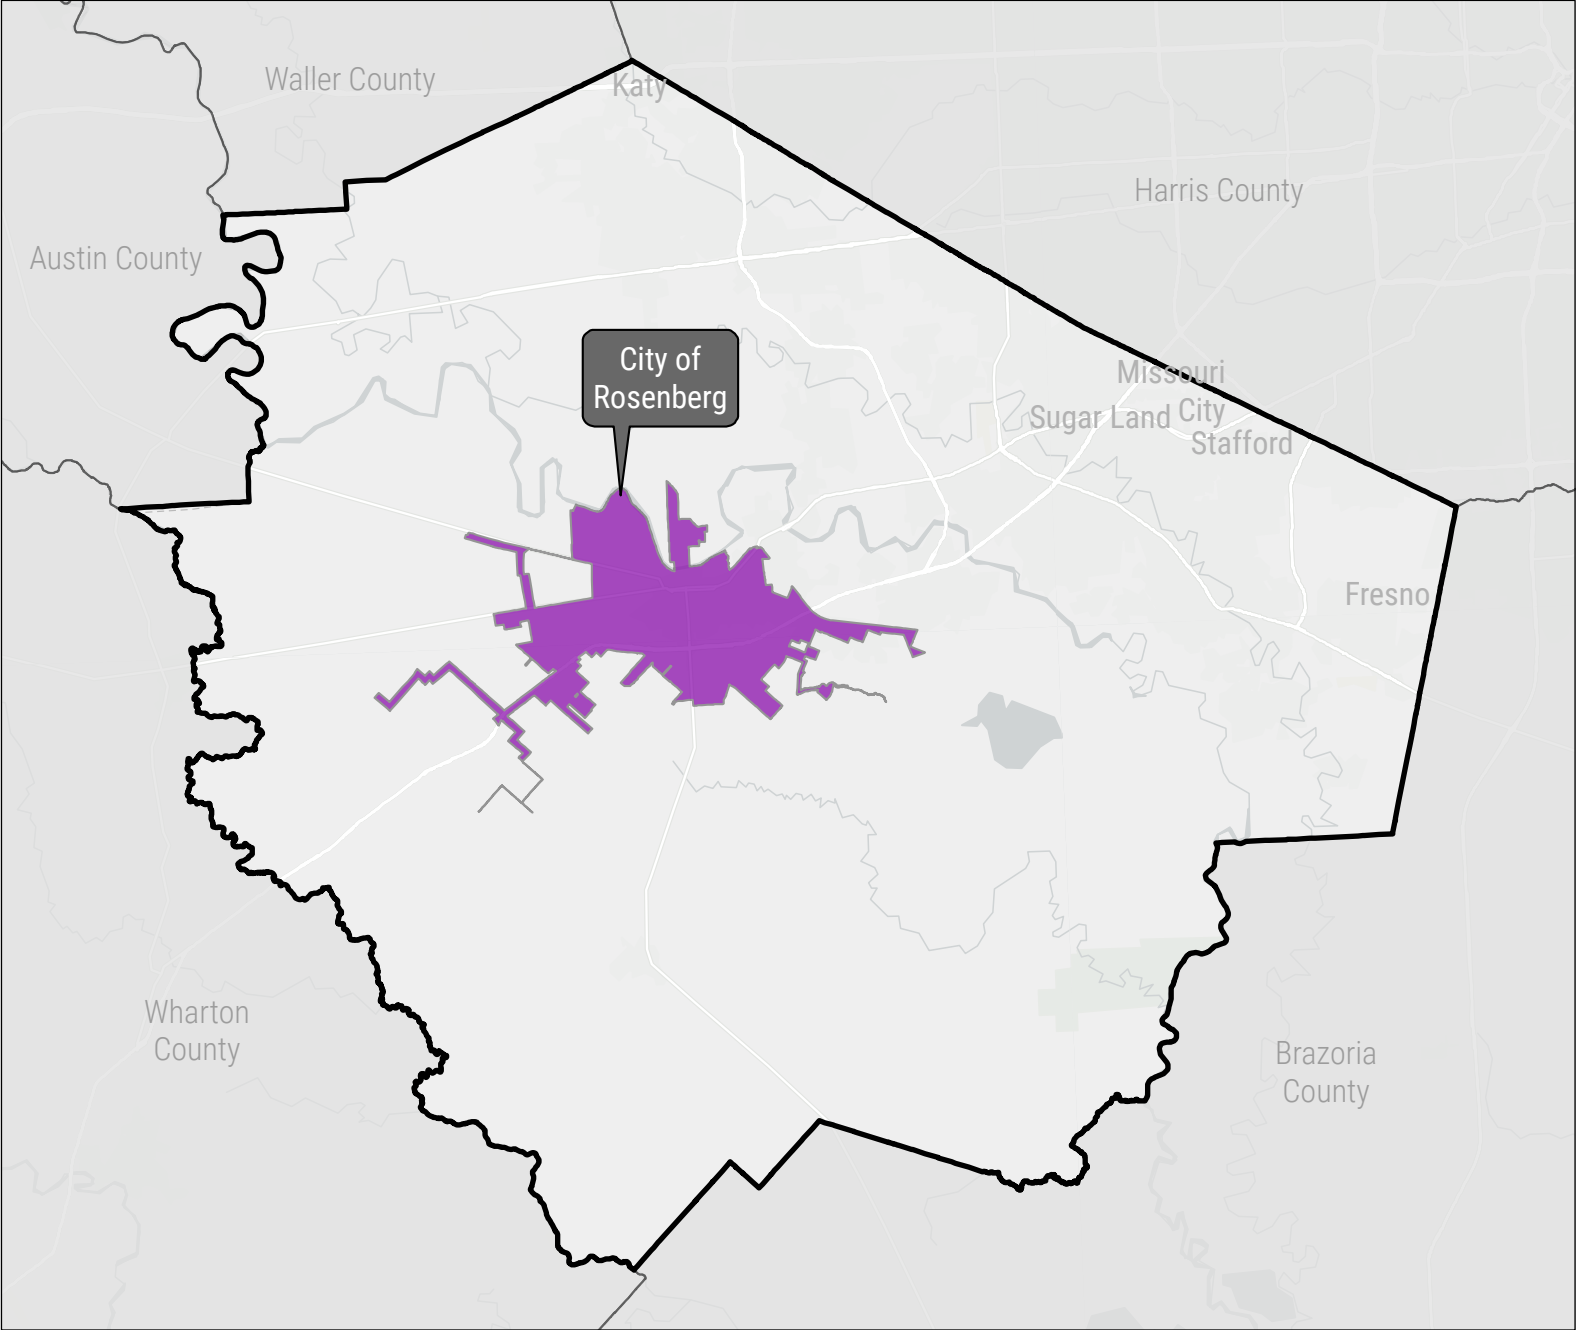 Waller County
Katy
Harris County
Austin County
City of
Rosenberg
Missouri
City
Sugar Land
Stafford
Fresno
Wharton
County
Brazoria
County